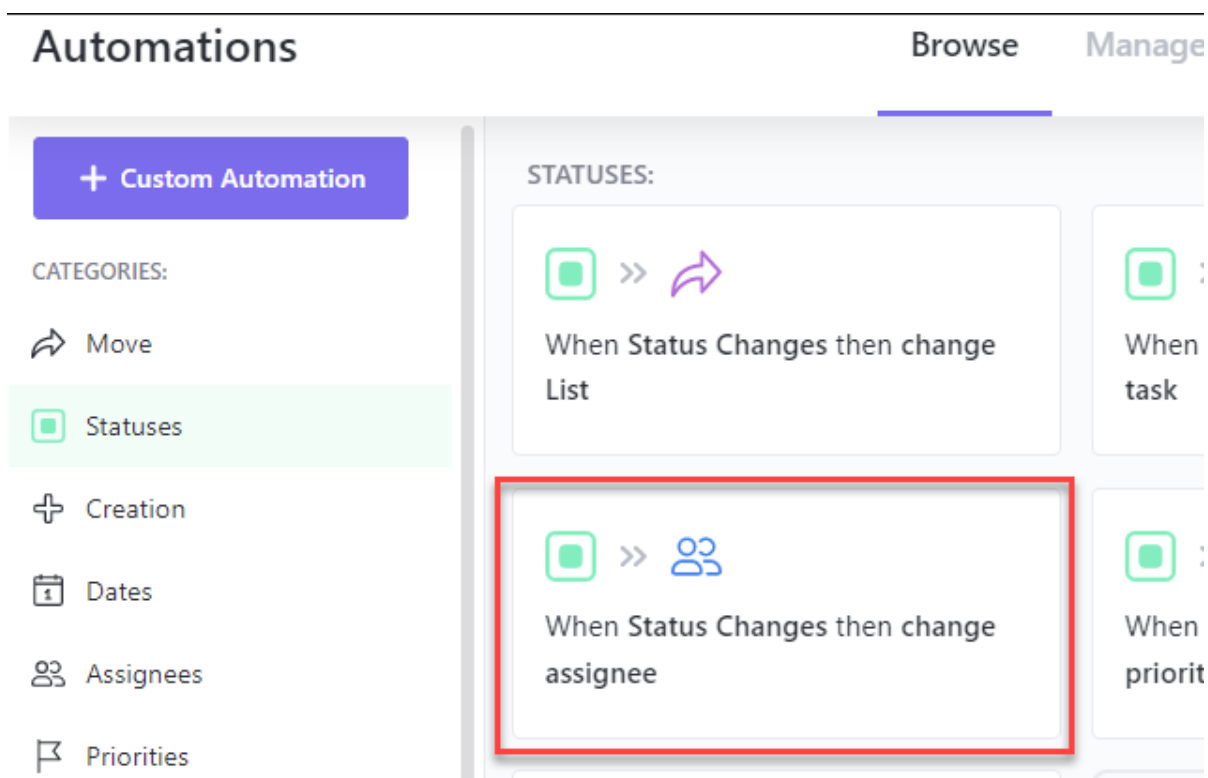 Automations
Browse
Manage
+ Custom Automation
CATEGORIES:
Move
Statuses
Creation
1
Dates
Assignees
Priorities
STATUSES:
When Status Changes then change
List
When
task
When Status Changes then change
assignee
When
priorit